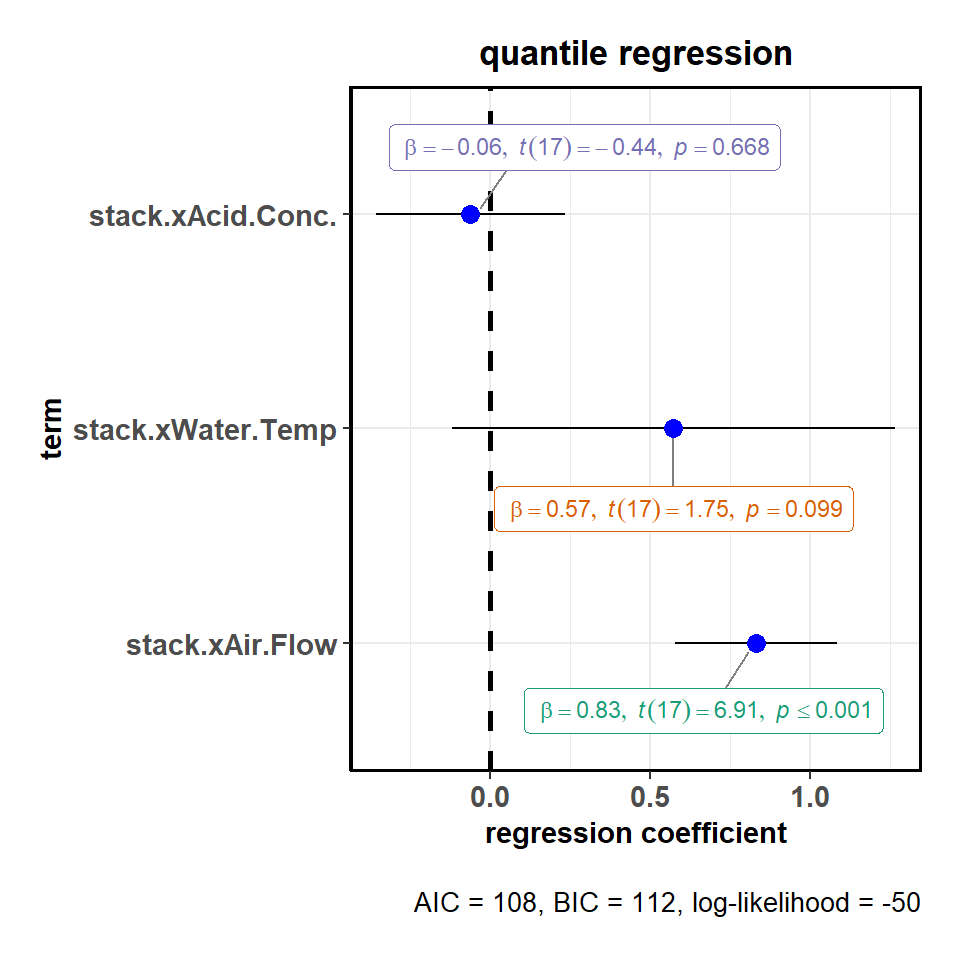 quantile regression
β = −0.06, t(17) = −0.44, p = 0.668
stack.xAcid.Conc.
term
stack.xWater.Temp
β = 0.57, t(17) = 1.75, p = 0.099
stack.xAir.Flow
β = 0.83, t(17) = 6.91, p ≤ 0.001
0.0 0.5 1.0
regression coefficient
AIC = 108, BIC = 112, log-likelihood = -50